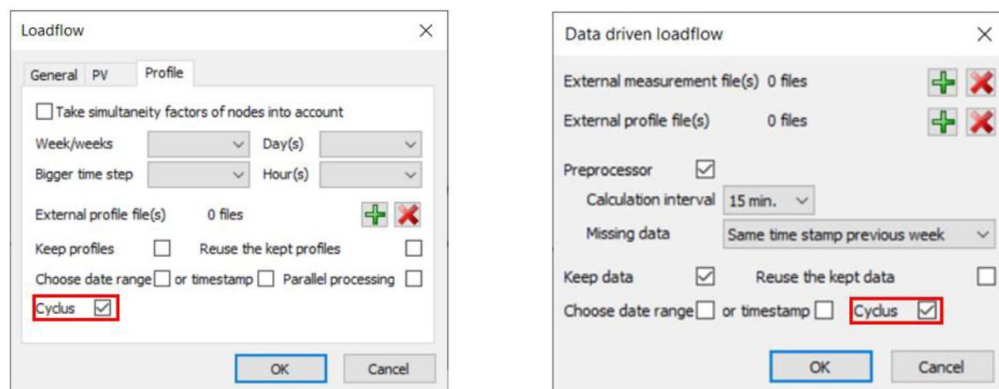 Loadflow
General PV Profile
Take simultaneity factors of nodes into account
Week/weeks Day(s)
Bigger time step Hour(s)
External profile file(s) 0 files
Keep profiles Reuse the kept profiles
Choose date range or timestamp Parallel processing
Cyclus
OK Cancel
Data driven loadflow
External measurement file(s) 0 files
External profile file(s) 0 files
Preprocessor
Calculation interval 15 min.
Missing data Same time stamp previous week
Keep data Reuse the kept data
Choose date range or timestamp Cyclus
OK Cancel